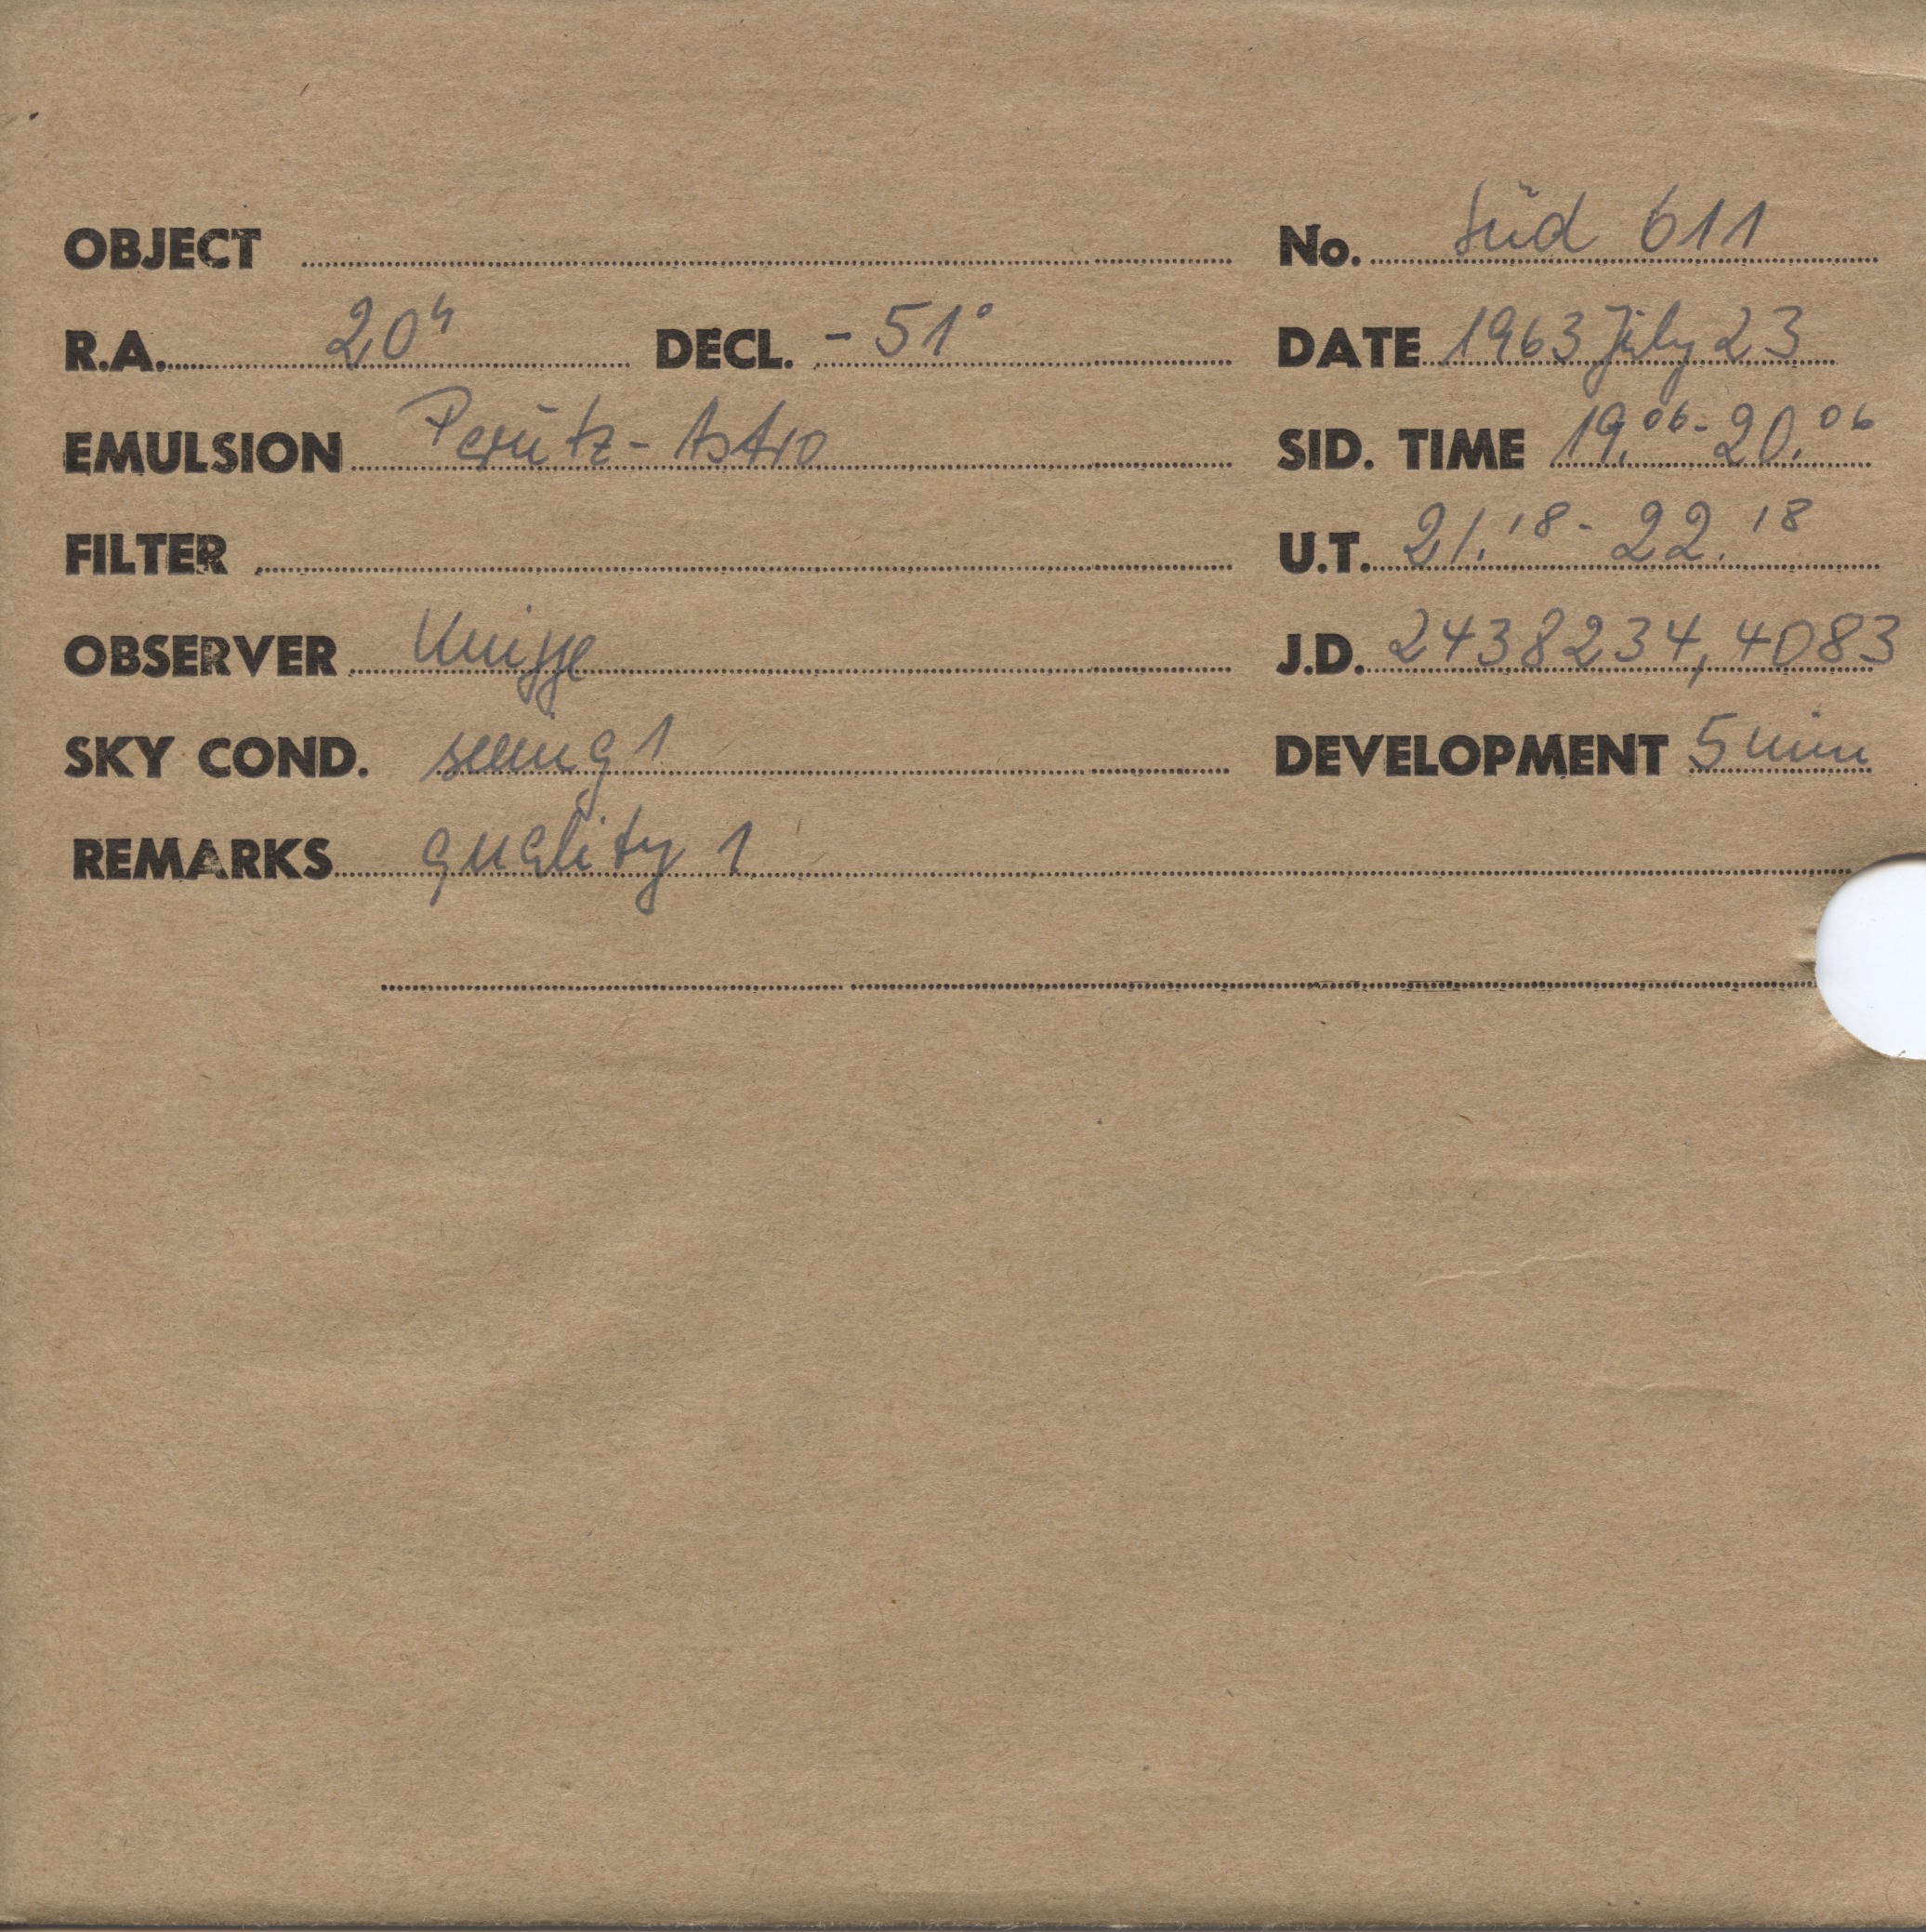 OBJECT No. Süd 611
R.A. 20h DECL. -51° DATE 1963 July 23
EMULSION Perutz-Astro SID. TIME 19.06-20.06
FILTER U.T. 21.18-22.18
OBSERVER Knigge J.D. 2438234,4083
SKY COND. seeing 1 DEVELOPMENT 5 min
REMARKS quality 1